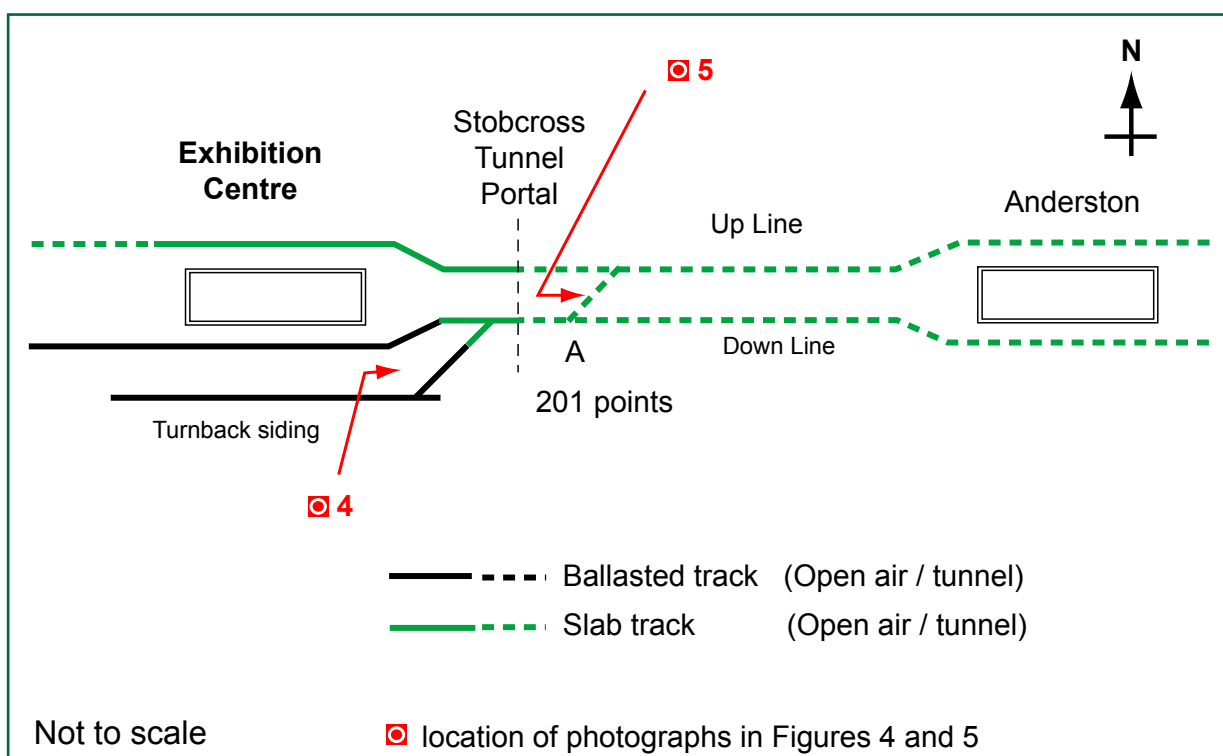 N
5
Stobcross
Tunnel
Portal
Exhibition
Centre
Up Line
Anderston
A
Down Line
201 points
Turnback siding
4
Ballasted track (Open air / tunnel)
Slab track (Open air / tunnel)
Not to scale
location of photographs in Figures 4 and 5